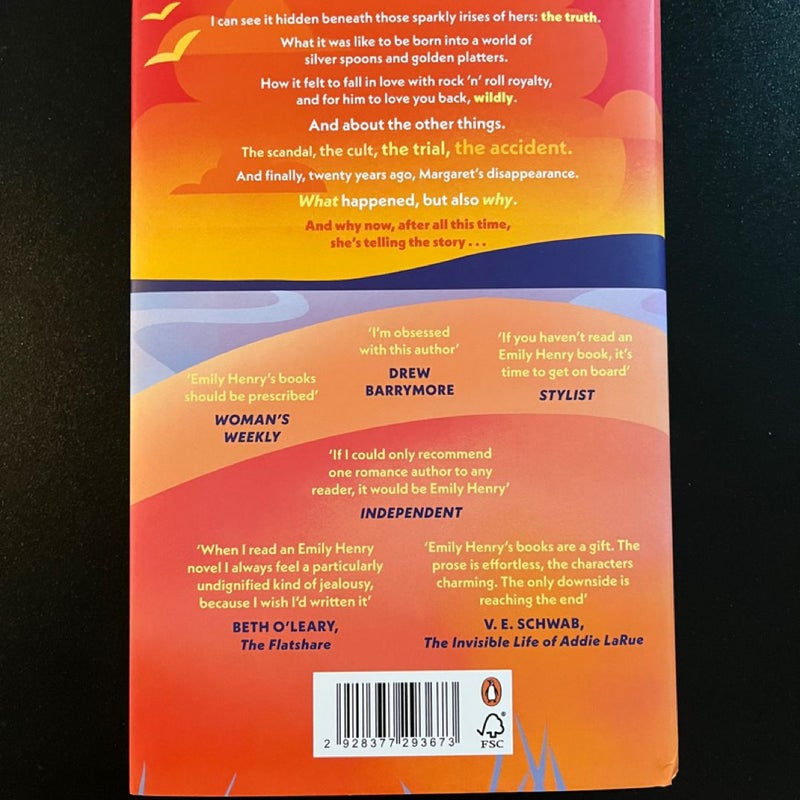 I can see it hidden beneath those sparkly irises of hers: the truth.
What it was like to be born into a world of
silver spoons and golden platters.
How it felt to fall in love with rock 'n' roll royalty,
and for him to love you back, wildly.
And about the other things.
The scandal, the cult, the trial, the accident.
And finally, twenty years ago, Margaret's disappearance.
What happened, but also why.
And why now, after all this time,
she's telling the story . . .
'Emily Henry's books
should be prescribed'
WOMAN'S
WEEKLY
'I'm obsessed
with this author'
DREW
BARRYMORE
'If you haven't read an
Emily Henry book, it's
time to get on board'
STYLIST
'If I could only recommend
one romance author to any
reader, it would be Emily Henry'
INDEPENDENT
'When I read an Emily Henry
novel I always feel a particularly
undignified kind of jealousy,
because I wish I'd written it'
BETH O'LEARY,
The Flatshare
'Emily Henry's books are a gift. The
prose is effortless, the characters
charming. The only downside is
reaching the end'
V. E. SCHWAB,
The Invisible Life of Addie LaRue
2 928377 293673
FSC